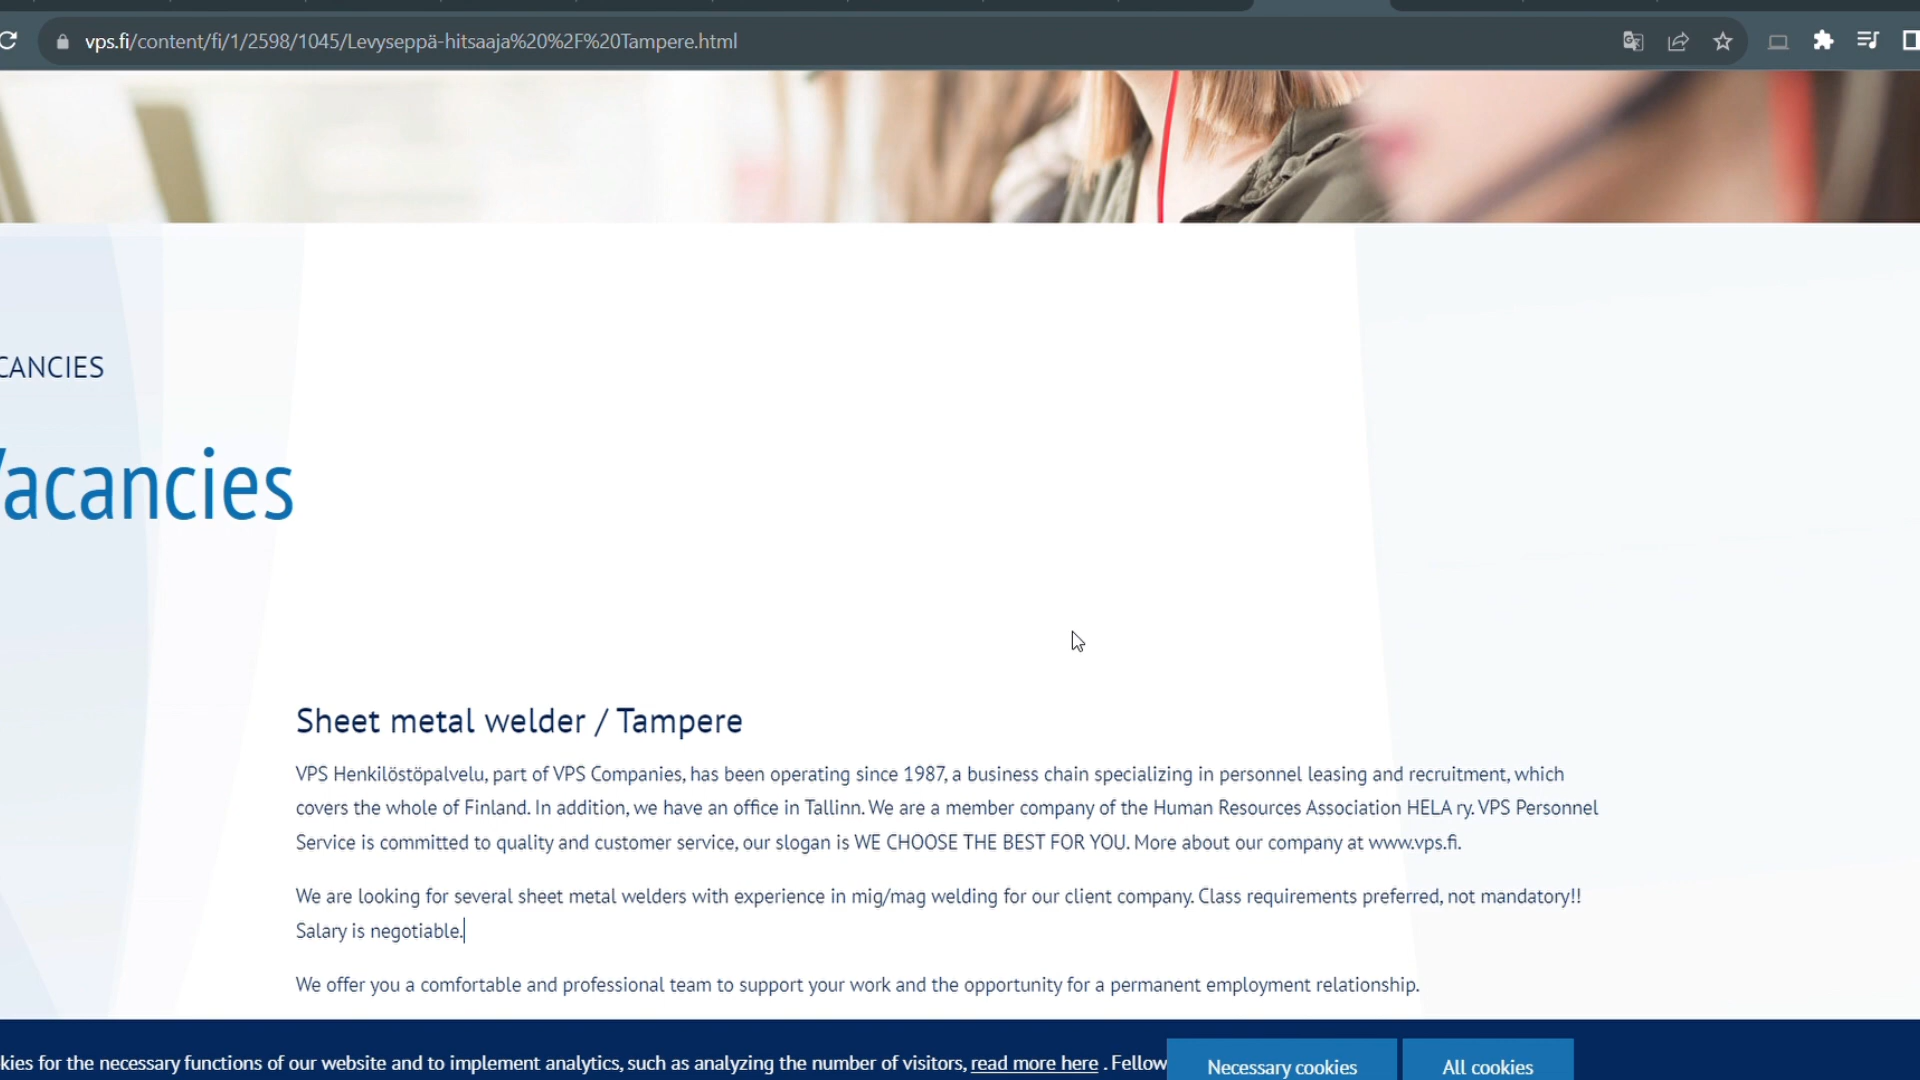 vps.fi/content/fi/1/2598/1045/Levyseppä-hitsaaja%20%2F%20Tampere.html
CANCIES
Vacancies
Sheet metal welder / Tampere
VPS Henkilöstöpalvelu, part of VPS Companies, has been operating since 1987, a business chain specializing in personnel leasing and recruitment, which
covers the whole of Finland. In addition, we have an office in Tallinn. We are a member company of the Human Resources Association HELA ry. VPS Personnel
Service is committed to quality and customer service, our slogan is WE CHOOSE THE BEST FOR YOU. More about our company at www.vps.fi.
We are looking for several sheet metal welders with experience in mig/mag welding for our client company. Class requirements preferred, not mandatory!!
Salary is negotiable.
We offer you a comfortable and professional team to support your work and the opportunity for a permanent employment relationship.
kies for the necessary functions of our website and to implement analytics, such as analyzing the number of visitors, read more here . Fellow
Necessary cookies
All cookies